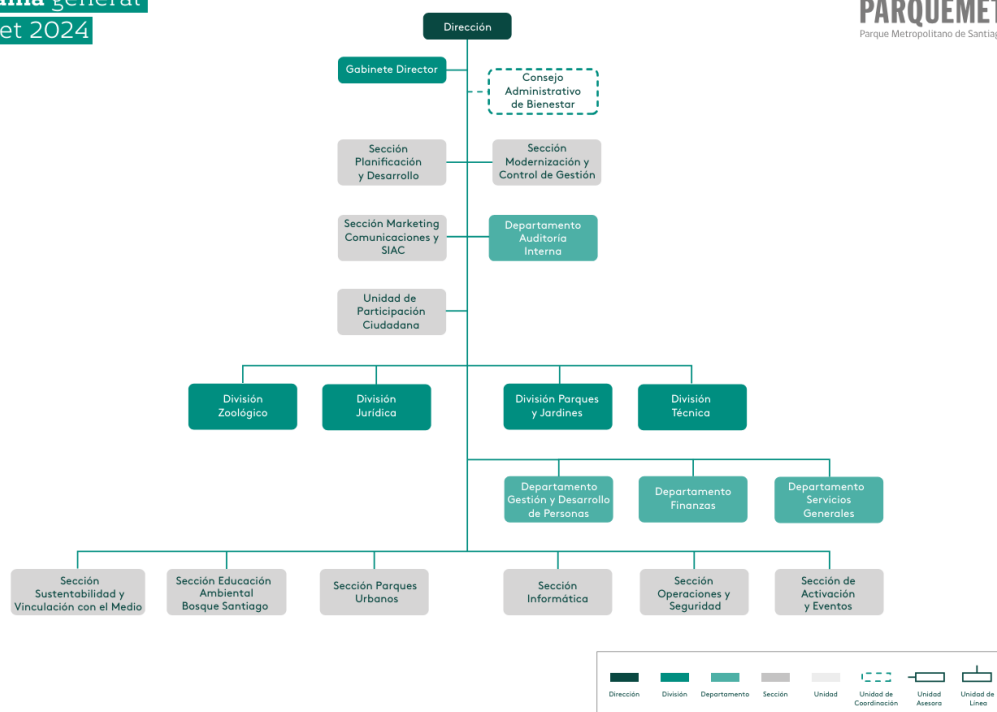 general
et 2024
PARQUEMET
Parque Metropolitano de Santiag
Dirección
Gabinete Director
Consejo
Administrativo
de Bienestar
Sección
Planificación
y Desarrollo
Sección
Modernización y
Control de Gestión
Sección Marketing
Comunicaciones y
SIAC
Departamento
Auditoría
Interna
Unidad de
Participación
Ciudadana
División
Zoológico
División
Jurídica
División Parques
y Jardines
División
Técnica
Departamento
Gestión y Desarrollo
de Personas
Departamento
Finanzas
Departamento
Servicios
Generales
Sección
Sustentabilidad y
Vinculación con el Medio
Sección Educación
Ambiental
Bosque Santiago
Sección Parques
Urbanos
Sección
Informática
Sección
Operaciones y
Seguridad
Sección de
Activación
y Eventos
Dirección
División
Departamento
Sección
Unidad
Unidad de
Coordinación
Unidad
Asesora
Unidad de
Línea